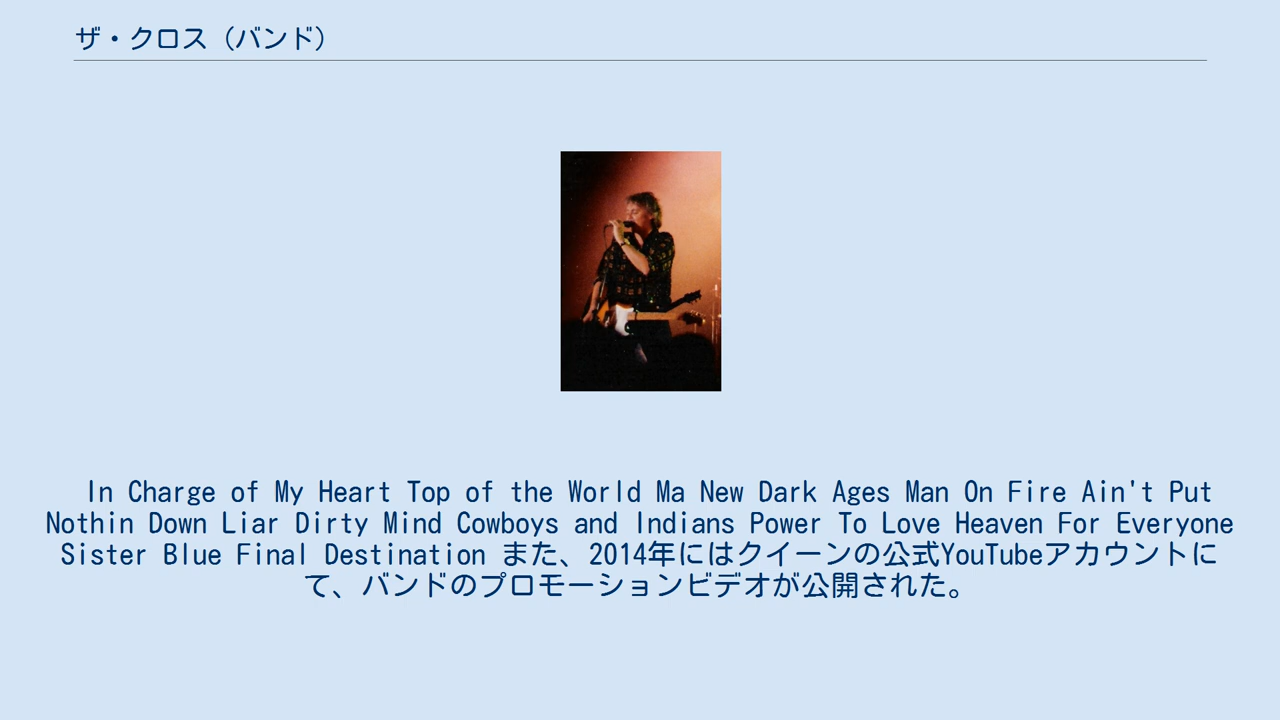 ザ・クロス（バンド）
In Charge of My Heart Top of the World Ma New Dark Ages Man On Fire Ain't Put
Nothin Down Liar Dirty Mind Cowboys and Indians Power To Love Heaven For Everyone
Sister Blue Final Destination また、2014年にはクイーンの公式YouTubeアカウントに
て、バンドのプロモーションビデオが公開された。